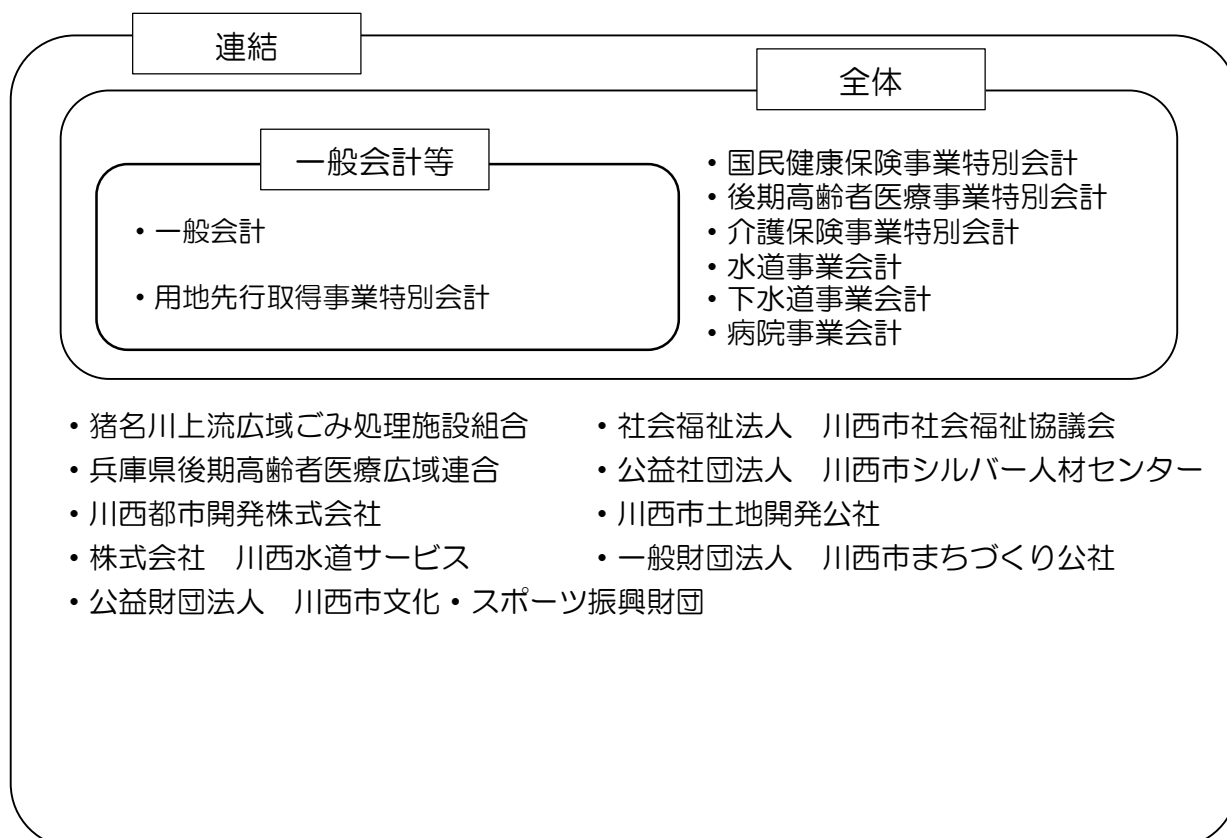 連結
全体
一般会計等
・一般会計
・用地先行取得事業特別会計
・国民健康保険事業特別会計
・後期高齢者医療事業特別会計
・介護保険事業特別会計
・水道事業会計
・下水道事業会計
・病院事業会計
・猪名川上流広域ごみ処理施設組合
・兵庫県後期高齢者医療広域連合
・川西都市開発株式会社
・株式会社　川西水道サービス
・公益財団法人　川西市文化・スポーツ振興財団
・社会福祉法人　川西市社会福祉協議会
・公益社団法人　川西市シルバー人材センター
・川西市土地開発公社
・一般財団法人　川西市まちづくり公社